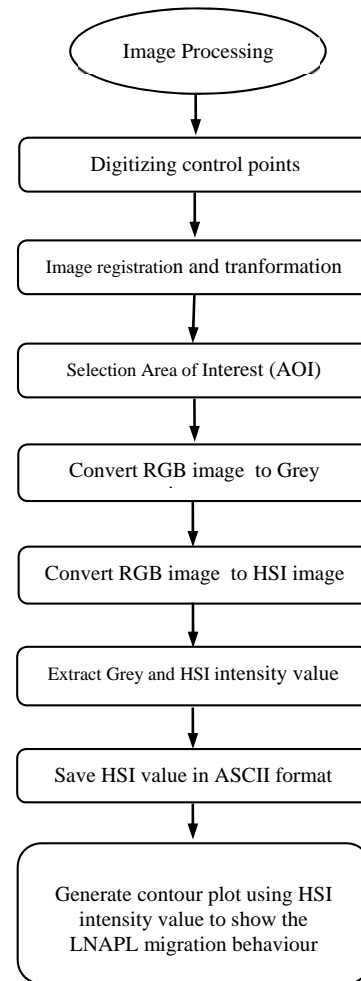 Image Processing
Digitizing control points
Image registration and tranformation
Selection Area of Interest (AOI)
Convert RGB image to Grey
Convert RGB image to HSI image
Extract Grey and HSI intensity value
Save HSI value in ASCII format
Generate contour plot using HSI
intensity value to show the
LNAPL migration behaviour